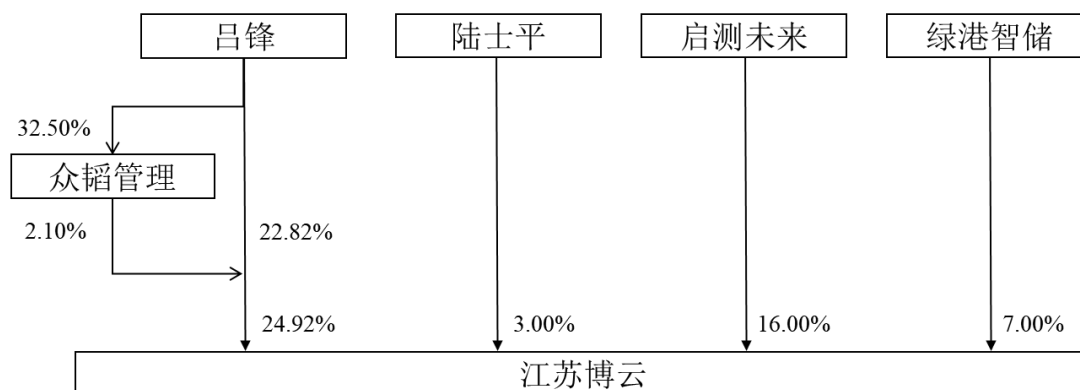 吕锋
陆士平
启测未来
绿港智储
32.50%
众韬管理
2.10%
22.82%
24.92%
3.00%
16.00%
7.00%
江苏博云